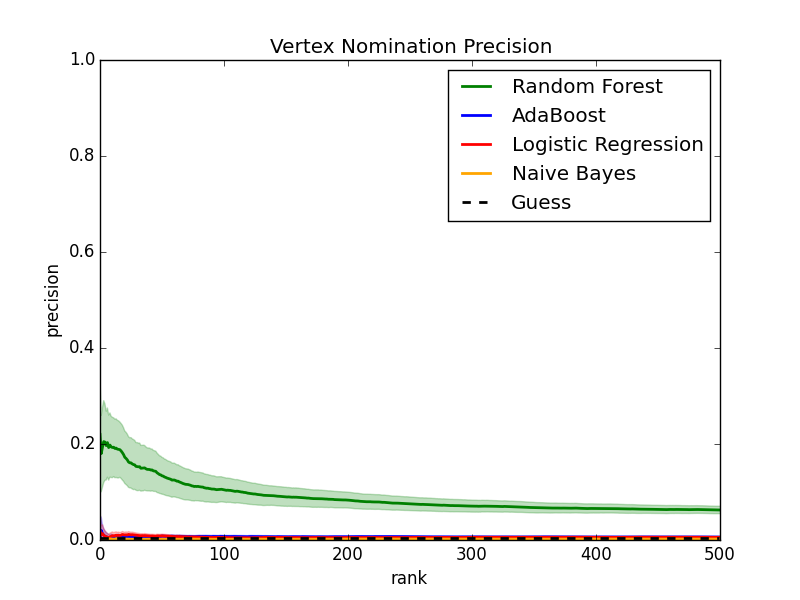 Vertex Nomination Precision
1.0
0.8
0.6
0.4
0.2
0.0
precision
Random Forest
AdaBoost
Logistic Regression
Naive Bayes
Guess
0 100 200 300 400 500
rank